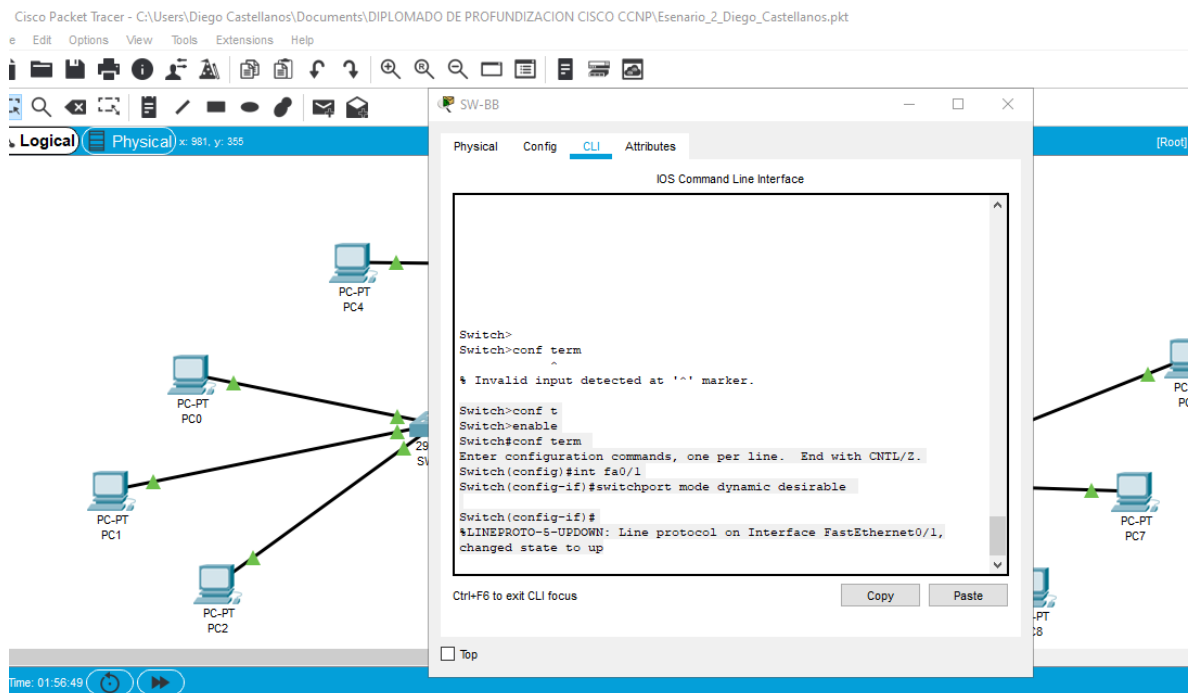 Cisco Packet Tracer - C:\Users\Diego Castellanos\Documents\DIPLOMADO DE PROFUNDIZACION CISCO CCNP\Esenario_2_Diego_Castellanos.pkt
e Edit Options View Tools Extensions Help
Logical Physical x: 981, y: 355
[Root]
SW-BB
Physical Config CLI Attributes
IOS Command Line Interface
Switch>
Switch>conf term
^
% Invalid input detected at '^' marker.
Switch>conf t
Switch>enable
Switch#conf term
Enter configuration commands, one per line. End with CNTL/Z.
Switch(config)#int fa0/1
Switch(config-if)#switchport mode dynamic desirable
Switch(config-if)#
%LINEPROTO-5-UPDOWN: Line protocol on Interface FastEthernet0/1,
changed state to up
Ctrl+F6 to exit CLI focus
Copy Paste
Top
PC-PT
PC4
PC-PT
PC0
PC-PT
PC1
PC-PT
PC2
29
SW
PC
PC
PC-PT
PC7
-PT
C8
Time: 01:56:49